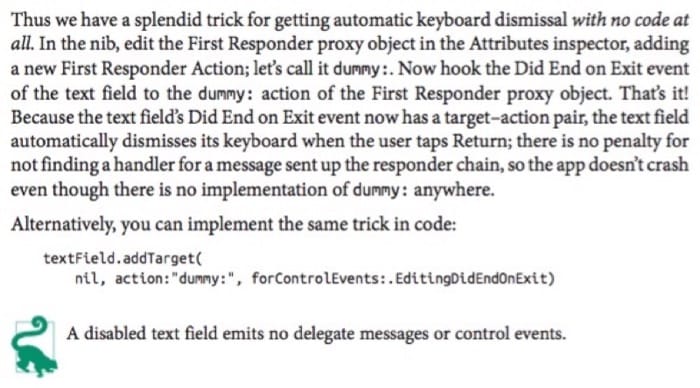 Thus we have a splendid trick for getting automatic keyboard dismissal with no code at
all. In the nib, edit the First Responder proxy object in the Attributes inspector, adding
a new First Responder Action; let's call it dummy:. Now hook the Did End on Exit event
of the text field to the dummy: action of the First Responder proxy object. That's it!
Because the text field's Did End on Exit event now has a target–action pair, the text field
automatically dismisses its keyboard when the user taps Return; there is no penalty for
not finding a handler for a message sent up the responder chain, so the app doesn't crash
even though there is no implementation of dummy: anywhere.
Alternatively, you can implement the same trick in code:
textField.addTarget(
nil, action:"dummy:", forControlEvents:.EditingDidEndOnExit)
A disabled text field emits no delegate messages or control events.